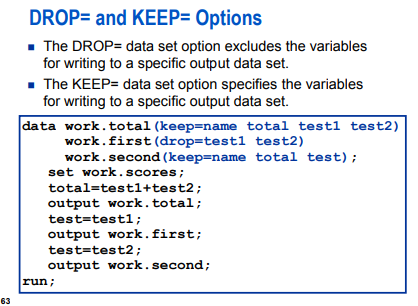 DROP= and KEEP= Options
■ The DROP= data set option excludes the variables
for writing to a specific output data set.
■ The KEEP= data set option specifies the variables
for writing to a specific output data set.
data work.total(keep=name total test1 test2)
work.first(drop=test1 test2)
work.second(keep=name total test);
set work.scores;
total=test1+test2;
output work.total;
test=test1;
output work.first;
test=test2;
output work.second;
run;
63